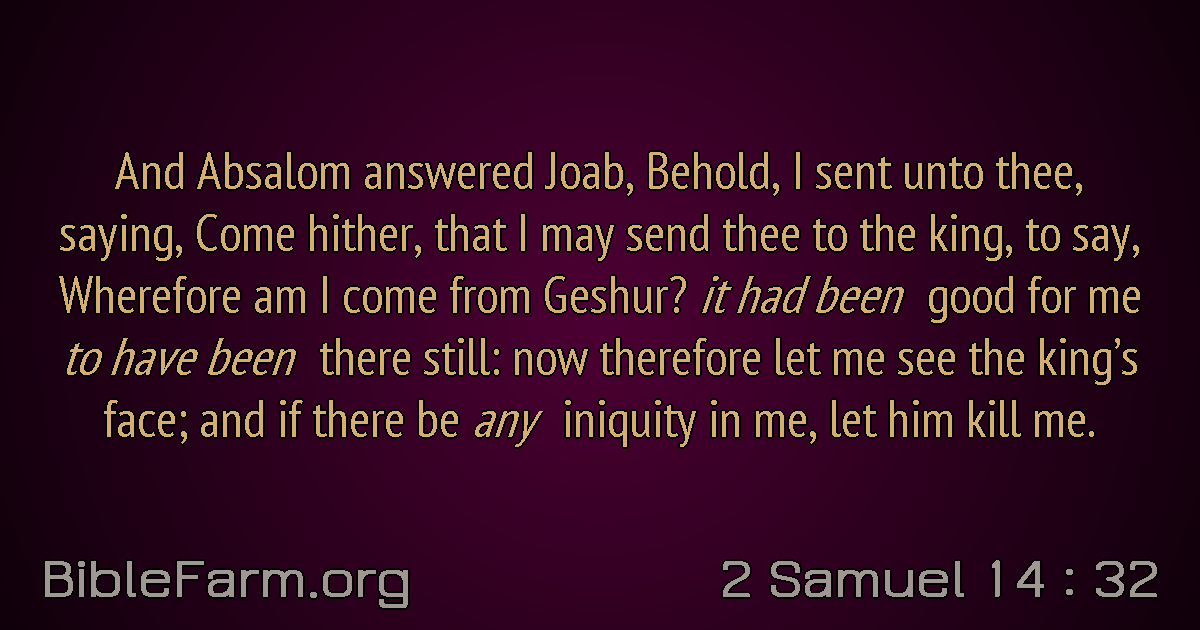 And Absalom answered Joab, Behold, I sent unto thee,
saying, Come hither, that I may send thee to the king, to say,
Wherefore am I come from Geshur? it had been good for me
to have been there still: now therefore let me see the king’s
face; and if there be any iniquity in me, let him kill me.
BibleFarm.org
2 Samuel 14 : 32